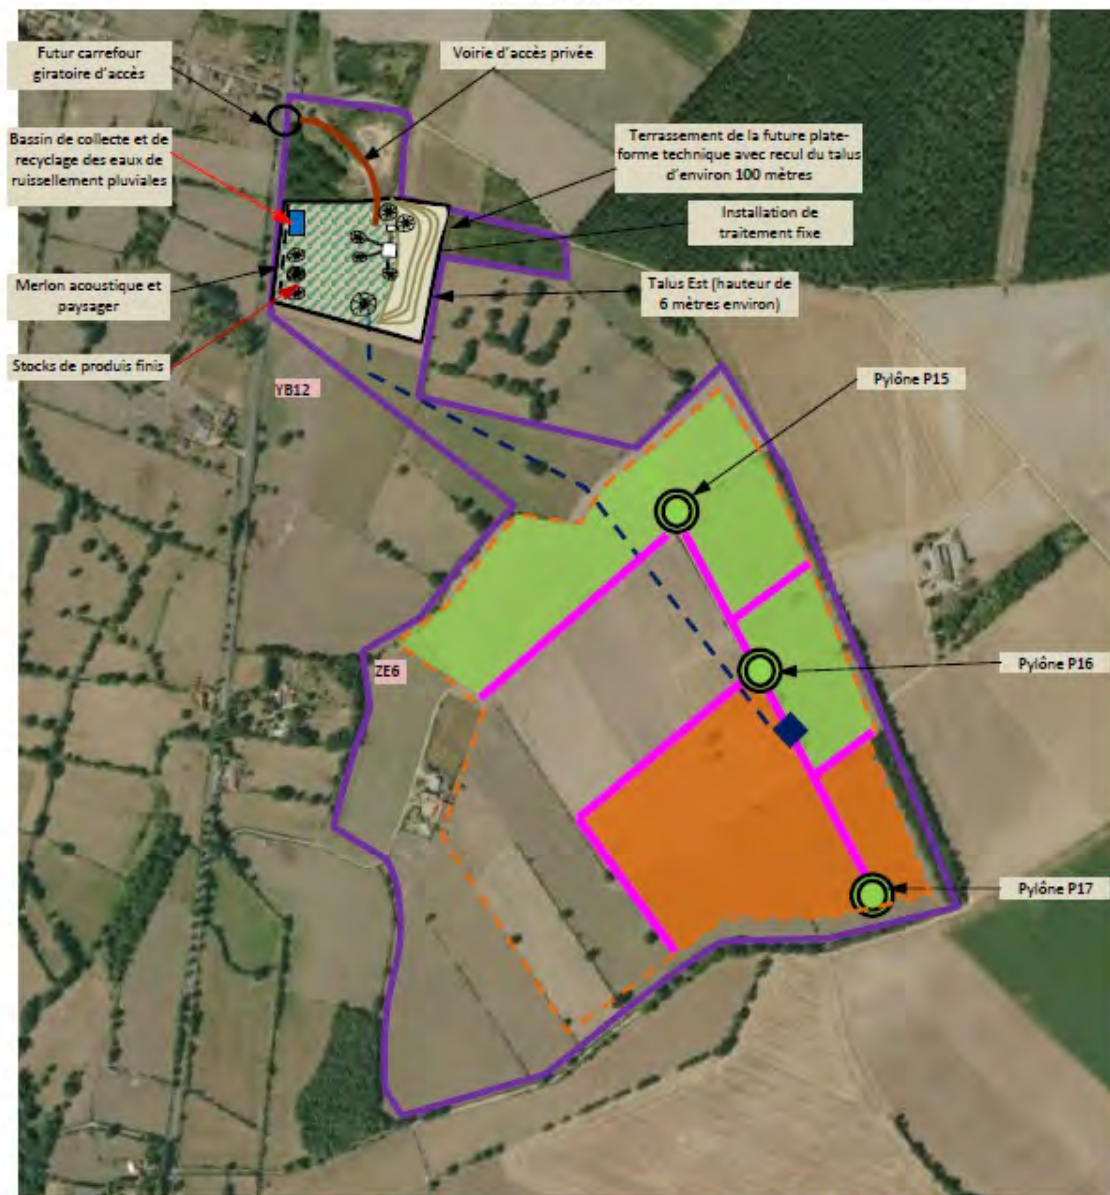 Futur carrefour
giratoire d'accès
Voirie d'accès privée
Bassin de collecte et de
recyclage des eaux de
ruissellement pluviales
Terrassement de la future plate-
forme technique avec recul du talus
d'environ 100 mètres
Installation de
traitement fixe
Merlon acoustique et
paysager
Talus Est (hauteur de
6 mètres environ)
Stocks de produis finis
YB12
Pylône P15
ZE6
Pylône P16
Pylône P17